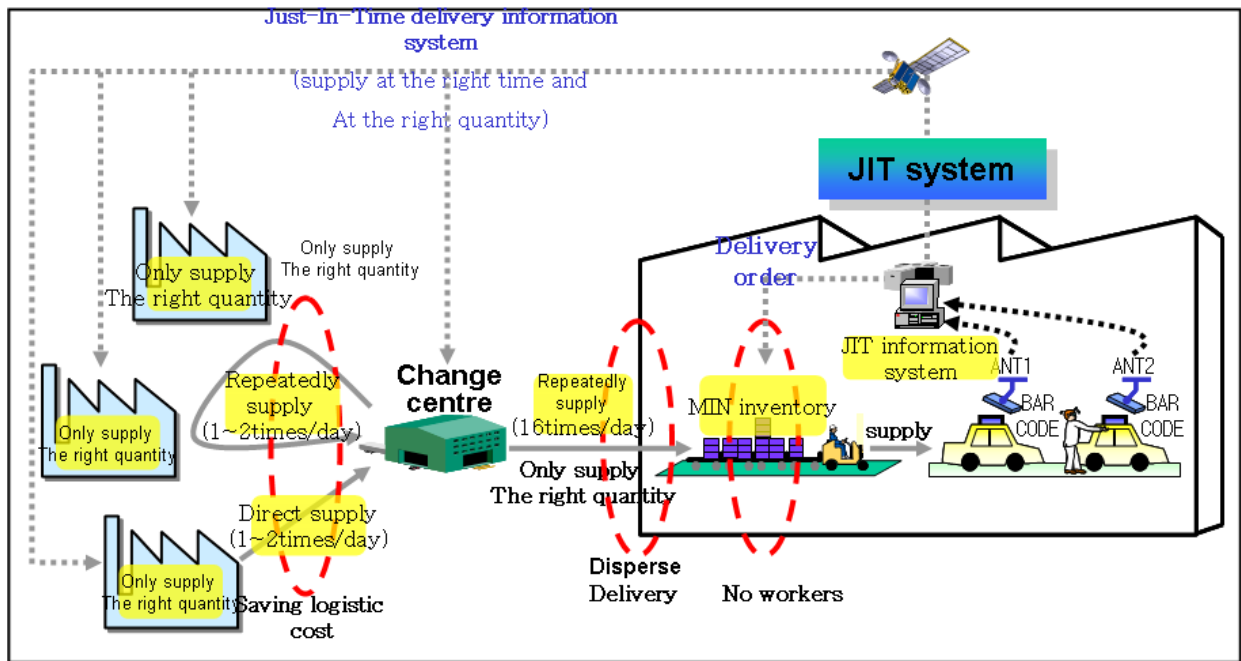 Just-In-Time delivery information
system
(supply at the right time and
At the right quantity)
JIT system
Only supply
The right quantity
Only supply
The right quantity
Delivery
order
JIT information
system
ANT1
ANT2
BAR
CODE
BAR
CODE
Repeatedly
supply
(1~2times/day)
Change
centre
Repeatedly
supply
(16times/day)
MIN inventory
supply
Only supply
The right quantity
Only supply
The right quantity
Direct supply
(1~2times/day)
Only supply
The right quantity
Saving logistic
cost
Disperse
Delivery
No workers